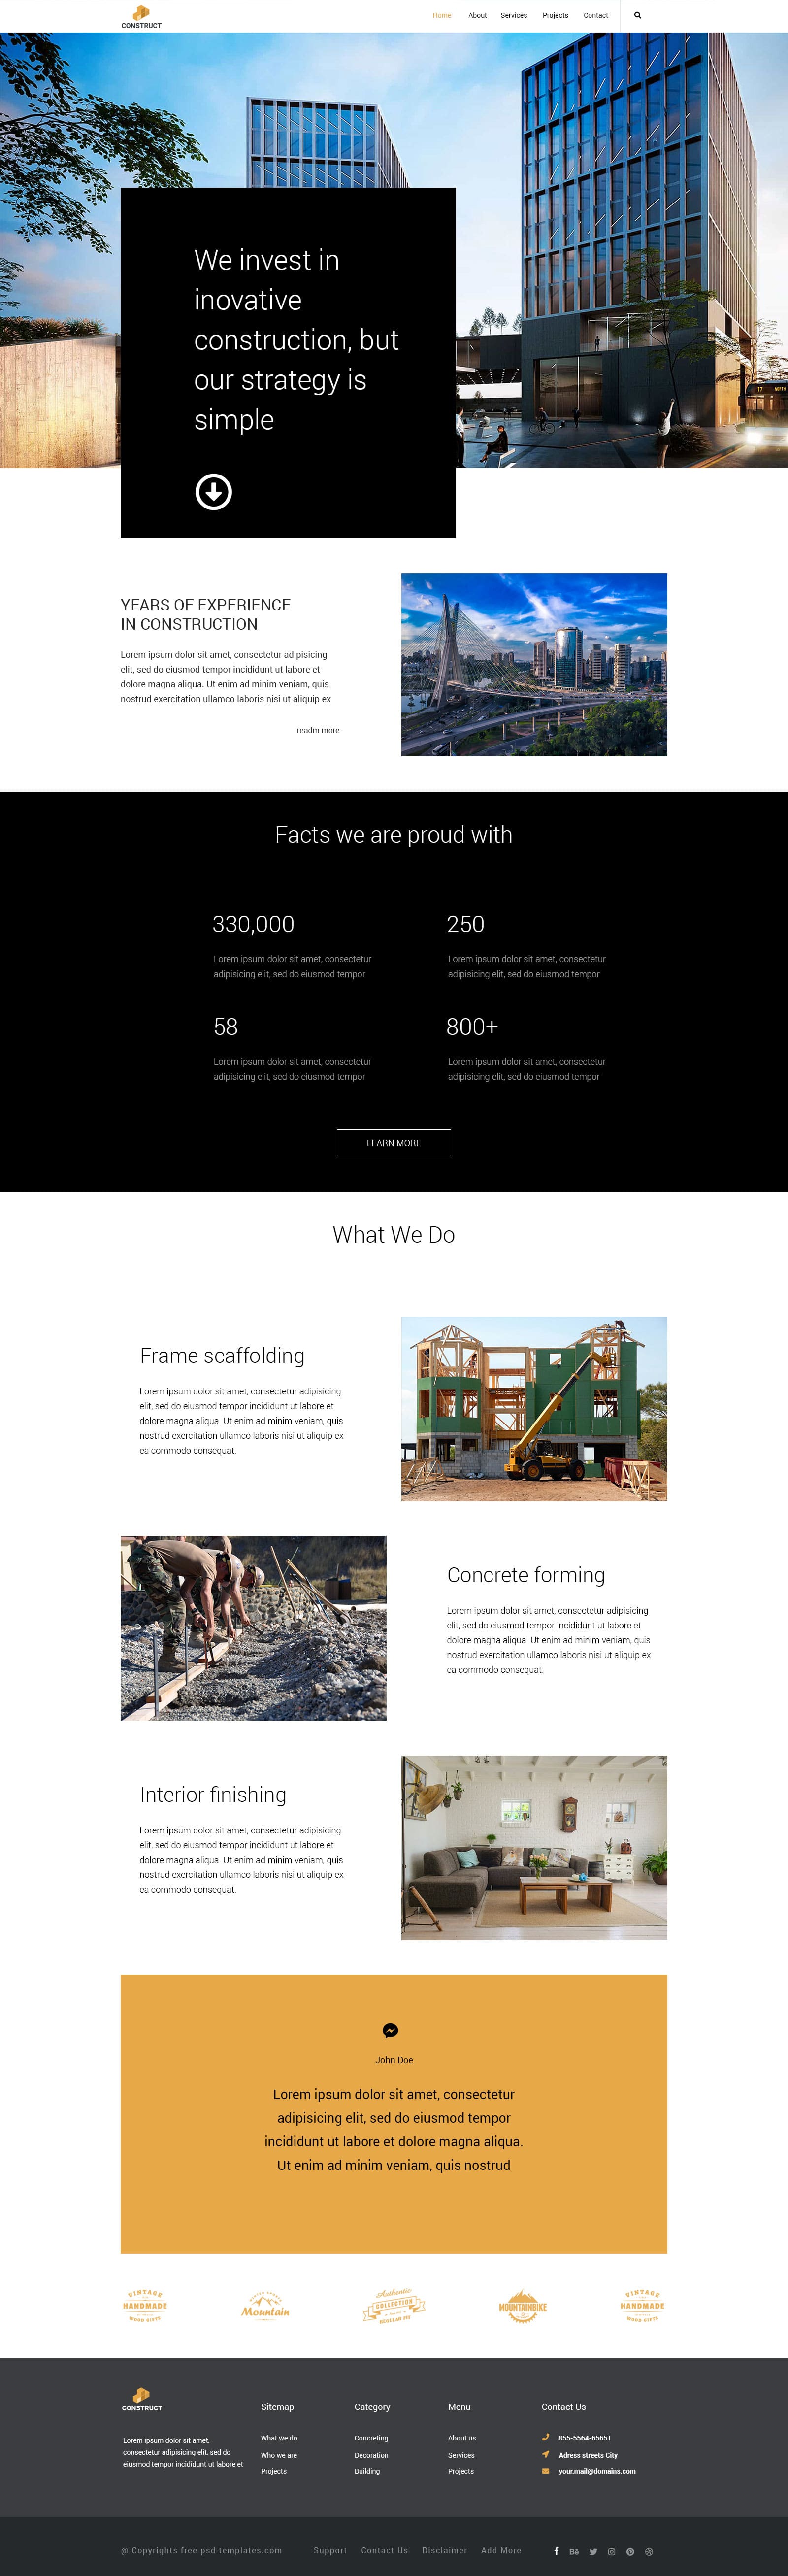 CONSTRUCT
Home About Services Projects Contact
We invest in
inovative
construction, but
our strategy is
simple
17 NORTH
YEARS OF EXPERIENCE
IN CONSTRUCTION
Lorem ipsum dolor sit amet, consectetur adipisicing
elit, sed do eiusmod tempor incididunt ut labore et
dolore magna aliqua. Ut enim ad minim veniam, quis
nostrud exercitation ullamco laboris nisi ut aliquip ex
readm more
Facts we are proud with
330,000
Lorem ipsum dolor sit amet, consectetur
adipisicing elit, sed do eiusmod tempor
250
Lorem ipsum dolor sit amet, consectetur
adipisicing elit, sed do eiusmod tempor
58
Lorem ipsum dolor sit amet, consectetur
adipisicing elit, sed do eiusmod tempor
800+
Lorem ipsum dolor sit amet, consectetur
adipisicing elit, sed do eiusmod tempor
LEARN MORE
What We Do
Frame scaffolding
Lorem ipsum dolor sit amet, consectetur adipisicing
elit, sed do eiusmod tempor incididunt ut labore et
dolore magna aliqua. Ut enim ad minim veniam, quis
nostrud exercitation ullamco laboris nisi ut aliquip ex
ea commodo consequat.
Concrete forming
Lorem ipsum dolor sit amet, consectetur adipisicing
elit, sed do eiusmod tempor incididunt ut labore et
dolore magna aliqua. Ut enim ad minim veniam, quis
nostrud exercitation ullamco laboris nisi ut aliquip ex
ea commodo consequat.
Interior finishing
Lorem ipsum dolor sit amet, consectetur adipisicing
elit, sed do eiusmod tempor incididunt ut labore et
dolore magna aliqua. Ut enim ad minim veniam, quis
nostrud exercitation ullamco laboris nisi ut aliquip ex
ea commodo consequat.
John Doe
Lorem ipsum dolor sit amet, consectetur
adipisicing elit, sed do eiusmod tempor
incididunt ut labore et dolore magna aliqua.
Ut enim ad minim veniam, quis nostrud
VINTAGE
HANDMADE
WOOD GIFTS
Mountain
Authentic
COLLECTION
REGULAR FIT
MOUNTAINBIKE
VINTAGE
HANDMADE
WOOD GIFTS
CONSTRUCT
Lorem ipsum dolor sit amet,
consectetur adipisicing elit, sed do
eiusmod tempor incididunt ut labore et
Sitemap
What we do
Who we are
Projects
Category
Concreting
Decoration
Building
Menu
About us
Services
Projects
Contact Us
855-5564-65651
Adress streets City
your.mail@domains.com
@ Copyrights free-psd-templates.com
Support Contact Us Disclaimer Add More